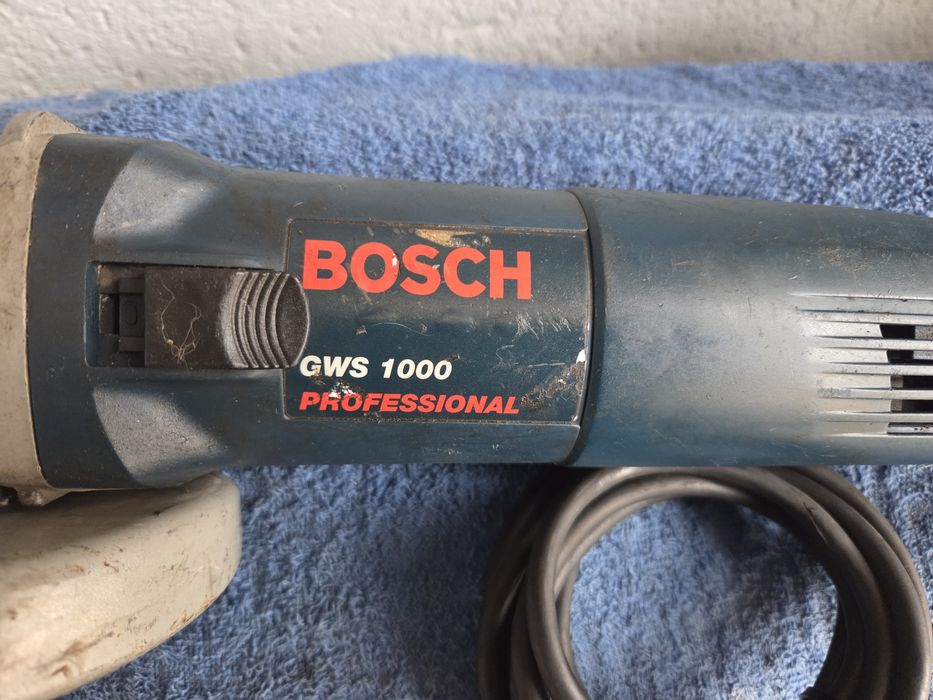 BOSCH
GWS 1000
PROFESSIONAL